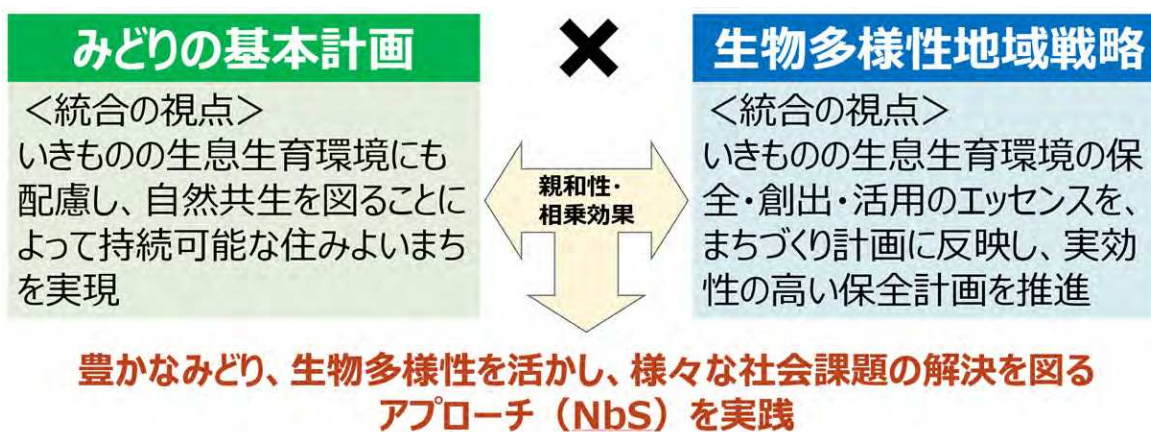 みどりの基本計画
<統合の視点>
いきものの生息生育環境にも
配慮し、自然共生を図ることに
よって持続可能な住みよいまち
を実現
×
親和性・
相乗効果
生物多様性地域戦略
<統合の視点>
いきものの生息生育環境の保
全・創出・活用のエッセンスを、
まちづくり計画に反映し、実効
性の高い保全計画を推進
豊かなみどり、生物多様性を活かし、様々な社会課題の解決を図る
アプローチ（NbS）を実践